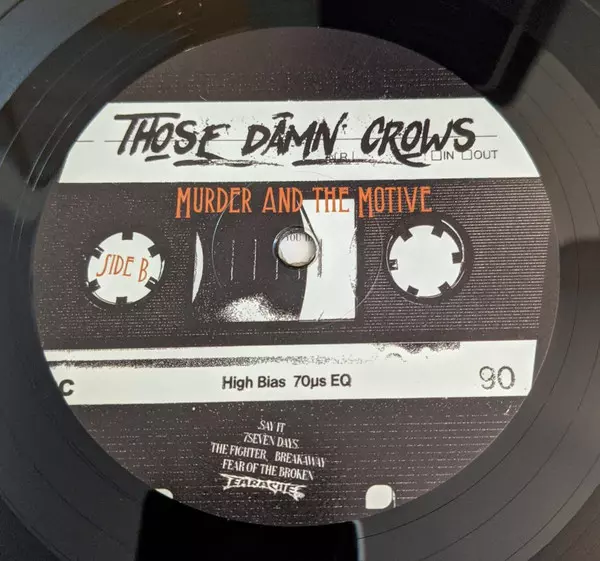 THOSE DAMN CROWS
IN OUT
MURDER AND THE MOTIVE
SIDE B
High Bias 70µs EQ
90
SAY IT
7SEVEN DAYS
THE FIGHTER BREAKAWAY
FEAR OF THE BROKEN
EARACHE